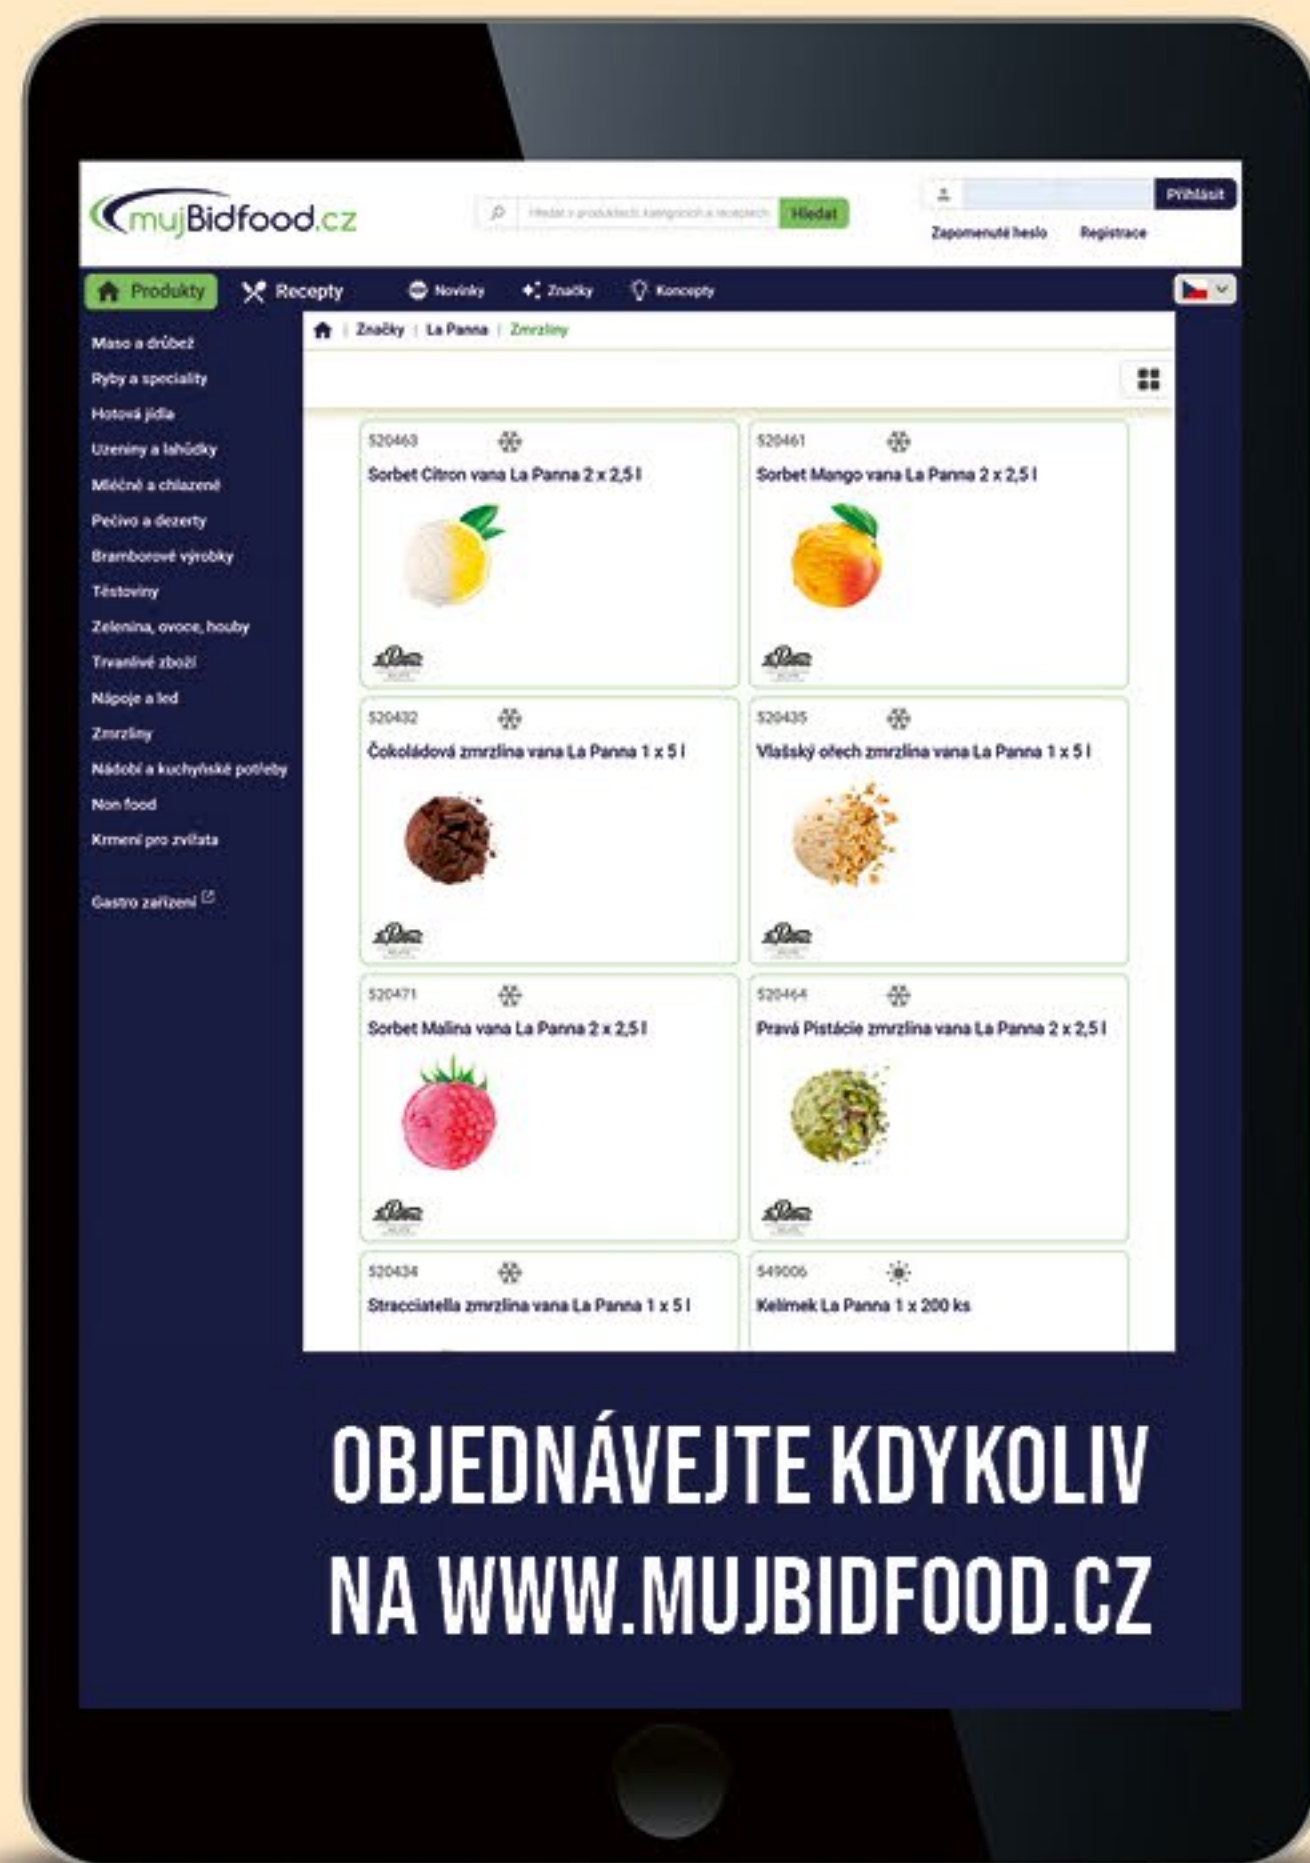 mujBidfood.cz
Hledat v produktech, kategoriích a receptech
Hledat
Přihlásit
Zapomenuté heslo
Registrace
Produkty
Recepty
Novinky
Značky
Koncepty
Maso a drůbež
Ryby a speciality
Hotová jídla
Uzeniny a lahůdky
Mléčné a chlazené
Pečivo a dezerty
Bramborové výrobky
Těstoviny
Zelenina, ovoce, houby
Trvanlivé zboží
Nápoje a led
Zmrzliny
Nádobí a kuchyňské potřeby
Non food
Krmení pro zvířata
Gastro zařízení
Značky | La Panna | Zmrzliny
520463
Sorbet Citron vana La Panna 2 x 2,5 l
520461
Sorbet Mango vana La Panna 2 x 2,5 l
520432
Čokoládová zmrzlina vana La Panna 1 x 5 l
520435
Vlašský ořech zmrzlina vana La Panna 1 x 5 l
520471
Sorbet Malina vana La Panna 2 x 2,5 l
520464
Pravá Pistácie zmrzlina vana La Panna 2 x 2,5 l
520434
Stracciatella zmrzlina vana La Panna 1 x 5 l
549006
Kelímek La Panna 1 x 200 ks
OBJEDNÁVEJTE KDYKOLIV
NA WWW.MUJBIDFOOD.CZ